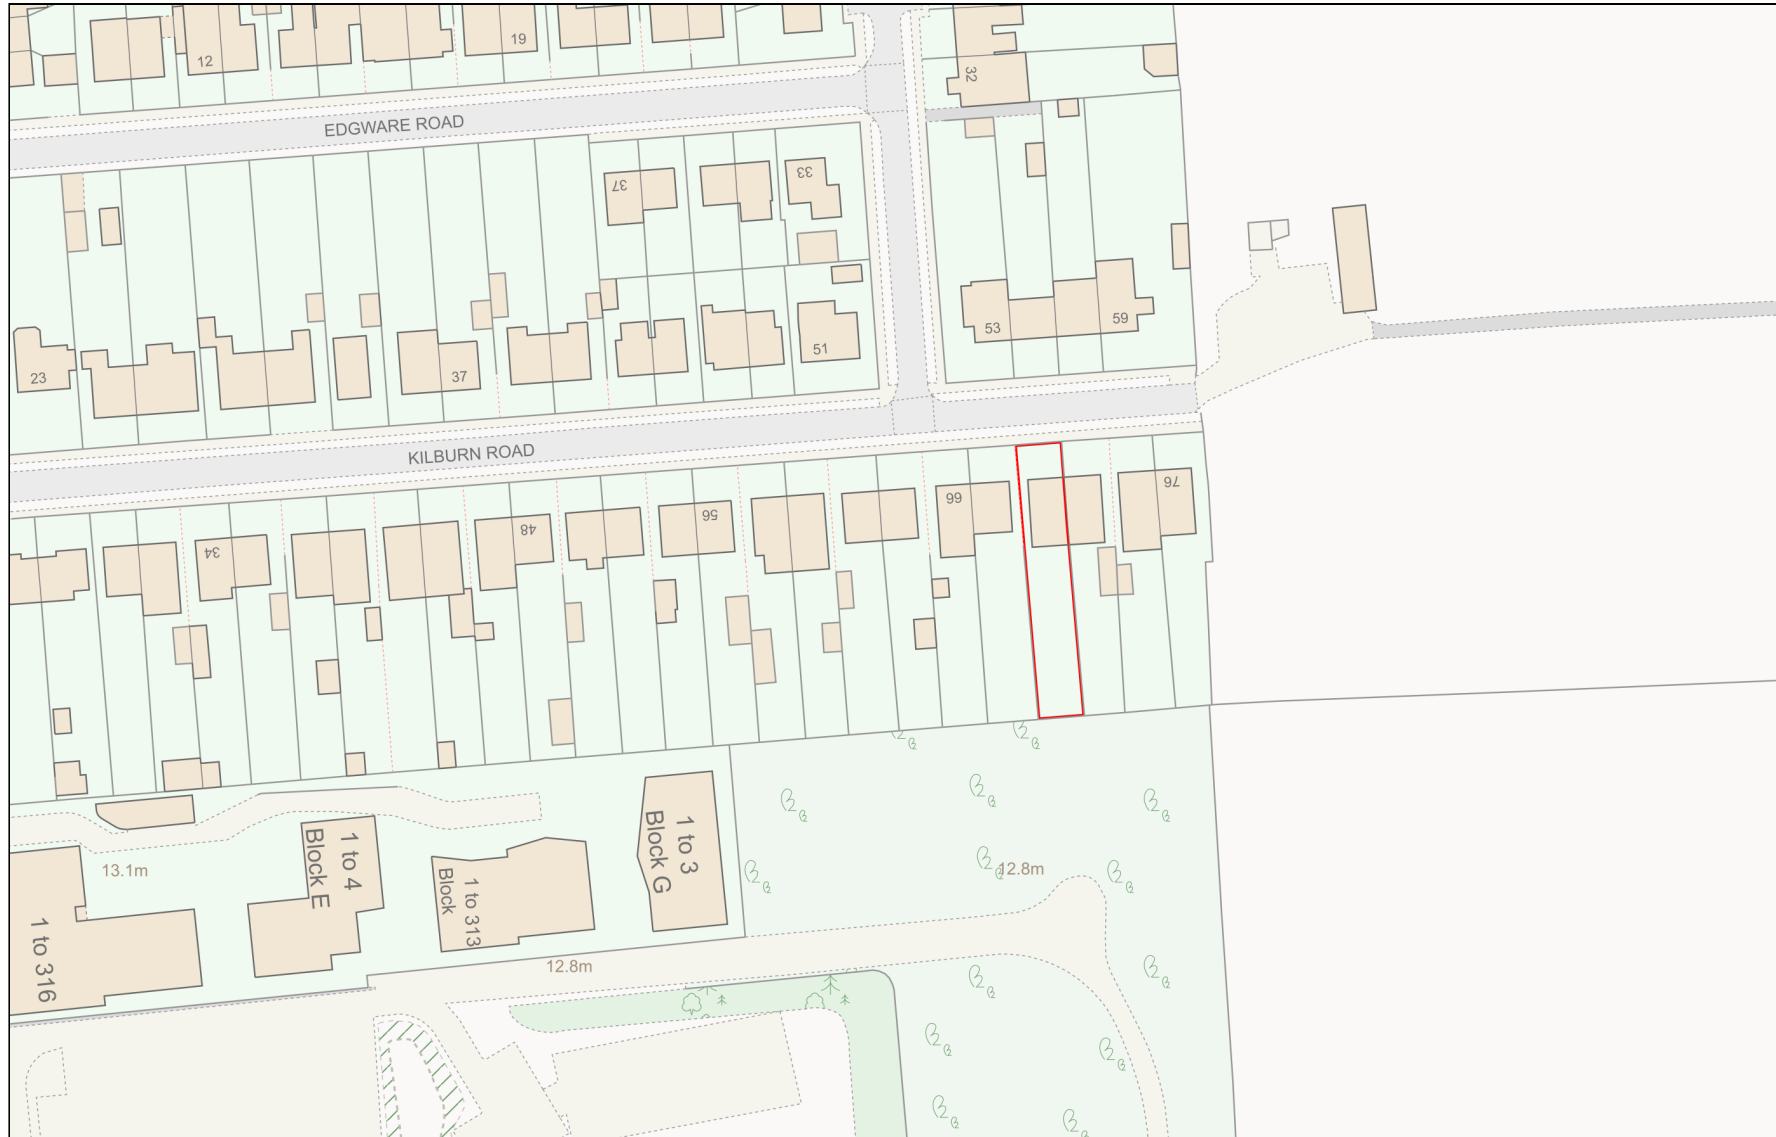 19
12
32
EDGWARE ROAD
37
33
53
59
51
23
37
KILBURN ROAD
76
66
56
48
34
1 to 3
Block G
1 to 4
Block E
13.1m
12.8m
1 to 313
Block
1 to 316
12.8m